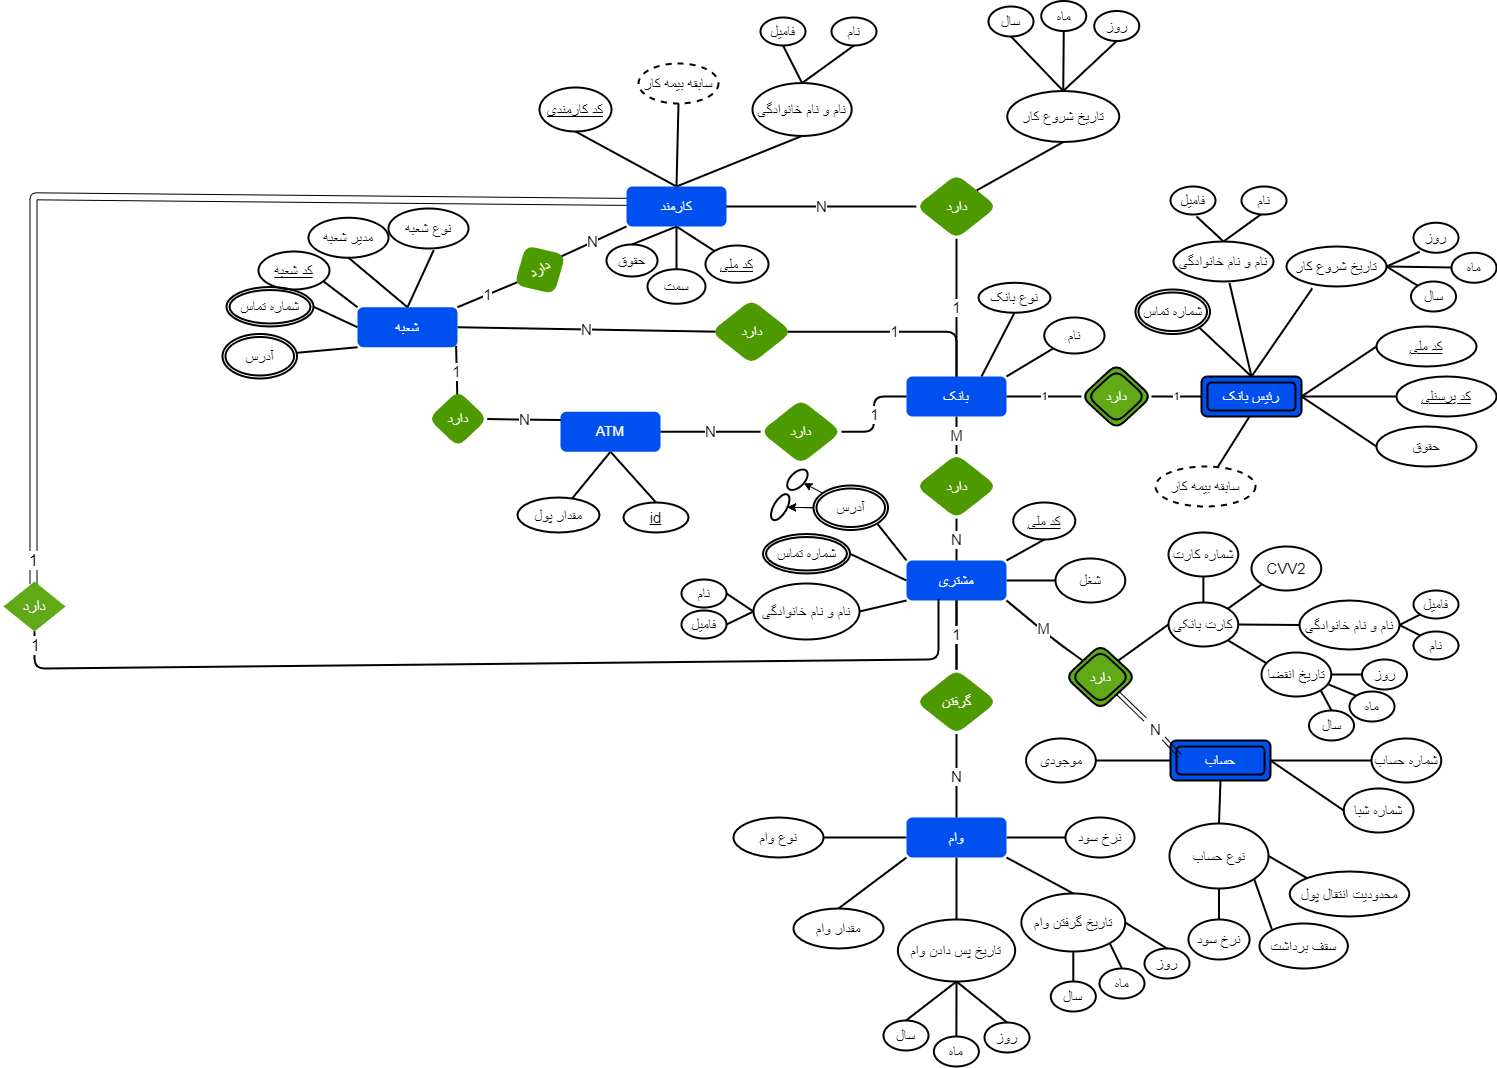 سال
ماه
روز
فامیل
نام
تاریخ شروع کار
سابقه بیمه کار
کد کارمندی
نام و نام خانوادگی
کارمند
N
دارد
1
نوع شعبه
مدیر شعبه
کد شعبه
شماره تماس
آدرس
شعبه
1
دارد
N
حقوق
سمت
کد ملی
N
دارد
1
1
دارد
N
ATM
مقدار پول
id
N
دارد
1
نوع بانک
نام
بانک
1
دارد
1
رئیس بانک
فامیل
نام
نام و نام خانوادگی
تاریخ شروع کار
روز
ماه
سال
شماره تماس
کد ملی
کد پرسنلی
حقوق
سابقه بیمه کار
M
دارد
N
آدرس
شماره تماس
نام
فامیل
نام و نام خانوادگی
مشتری
کد ملی
شغل
1
دارد
1
M
دارد
N
شماره کارت
CVV2
کارت بانکی
نام و نام خانوادگی
فامیل
نام
تاریخ انقضا
روز
ماه
سال
حساب
موجودی
شماره حساب
شماره شبا
نوع حساب
محدودیت انتقال پول
سقف برداشت
نرخ سود
1
گرفتن
N
وام
نوع وام
نرخ سود
مقدار وام
تاریخ پس دادن وام
سال
ماه
روز
تاریخ گرفتن وام
سال
ماه
روز